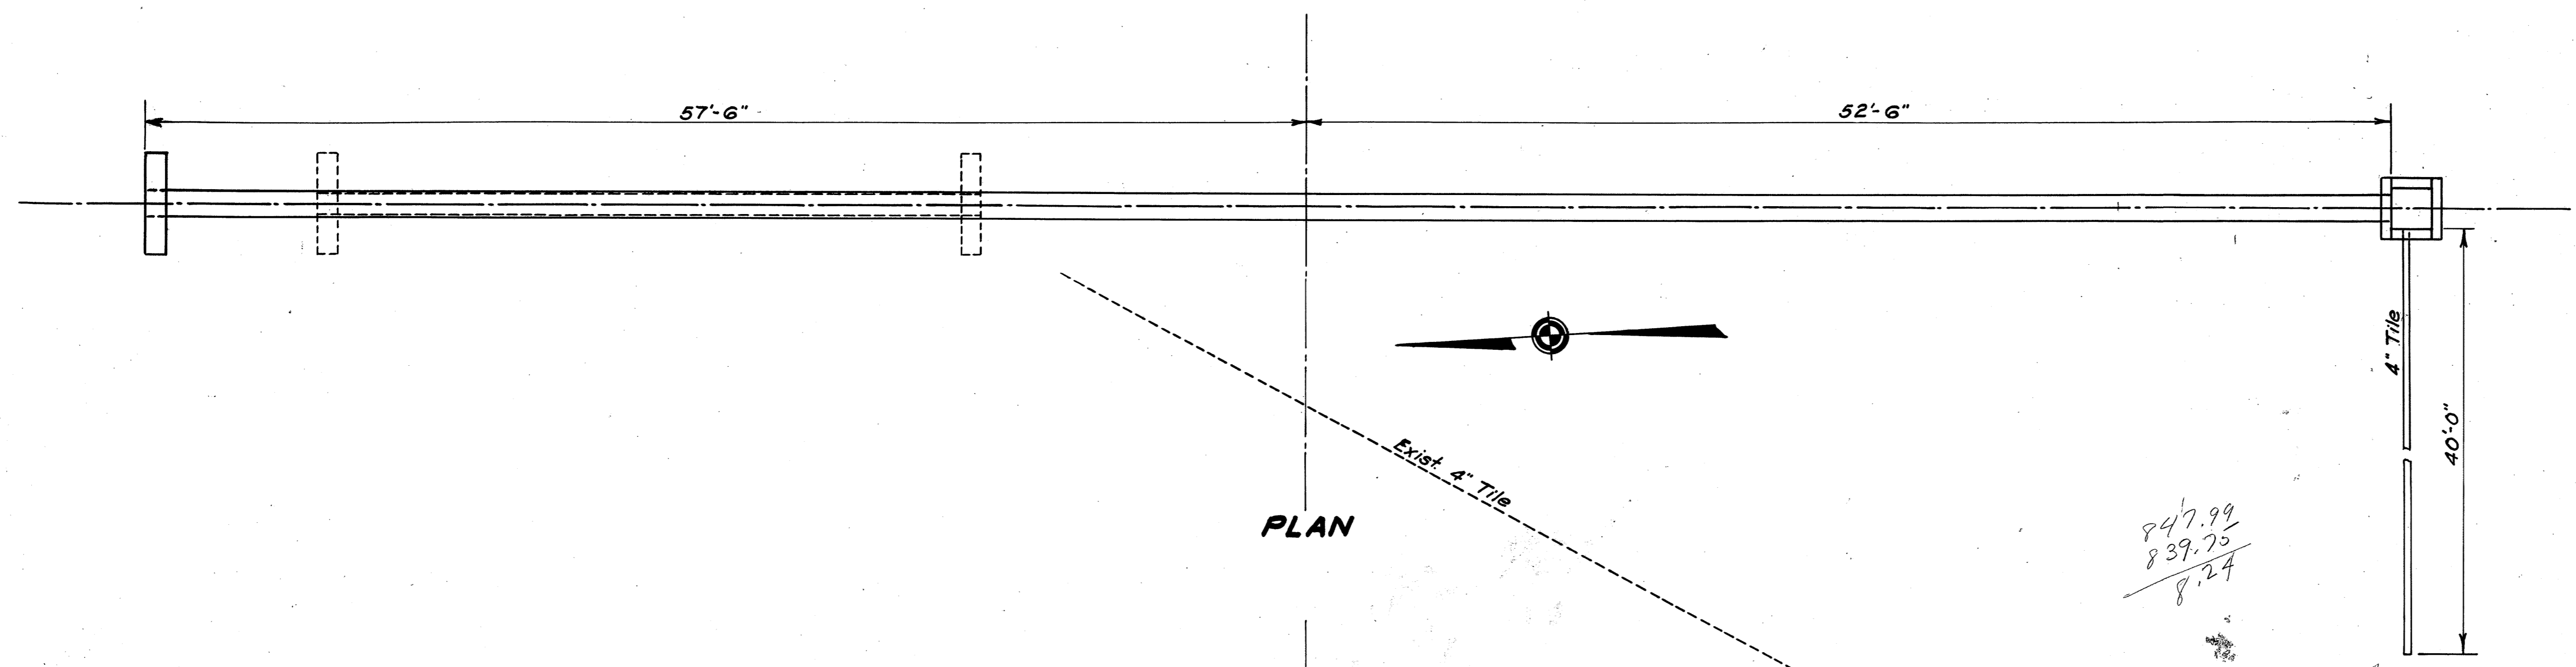 57'-6"
52'-6"
4" Tile
40'-0"
Exist. 4" Tile
PLAN
847.99
839.75
8.24